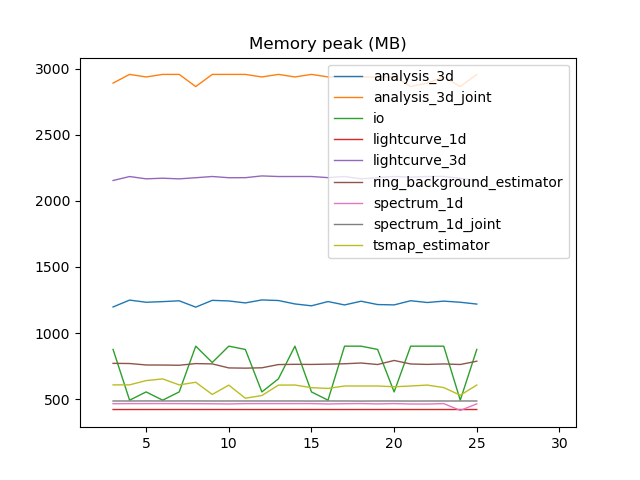 Memory peak (MB)
3000
2500
2000
1500
1000
500
analysis_3d
analysis_3d_joint
io
lightcurve_1d
lightcurve_3d
ring_background_estimator
spectrum_1d
spectrum_1d_joint
tsmap_estimator
5 10 15 20 25 30